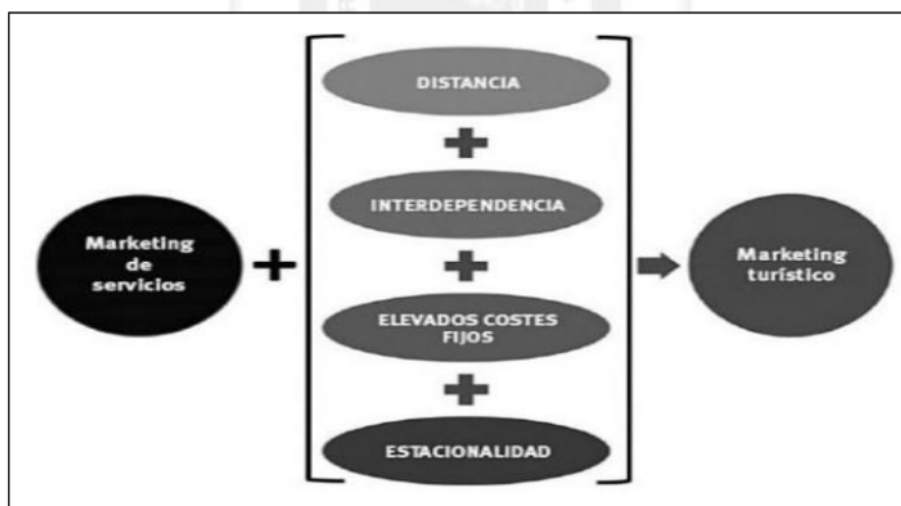 DISTANCIA
INTERDEPENDENCIA
ELEVADOS COSTES
FIJOS
ESTACIONALIDAD
Marketing
de
servicios
Marketing
turístico